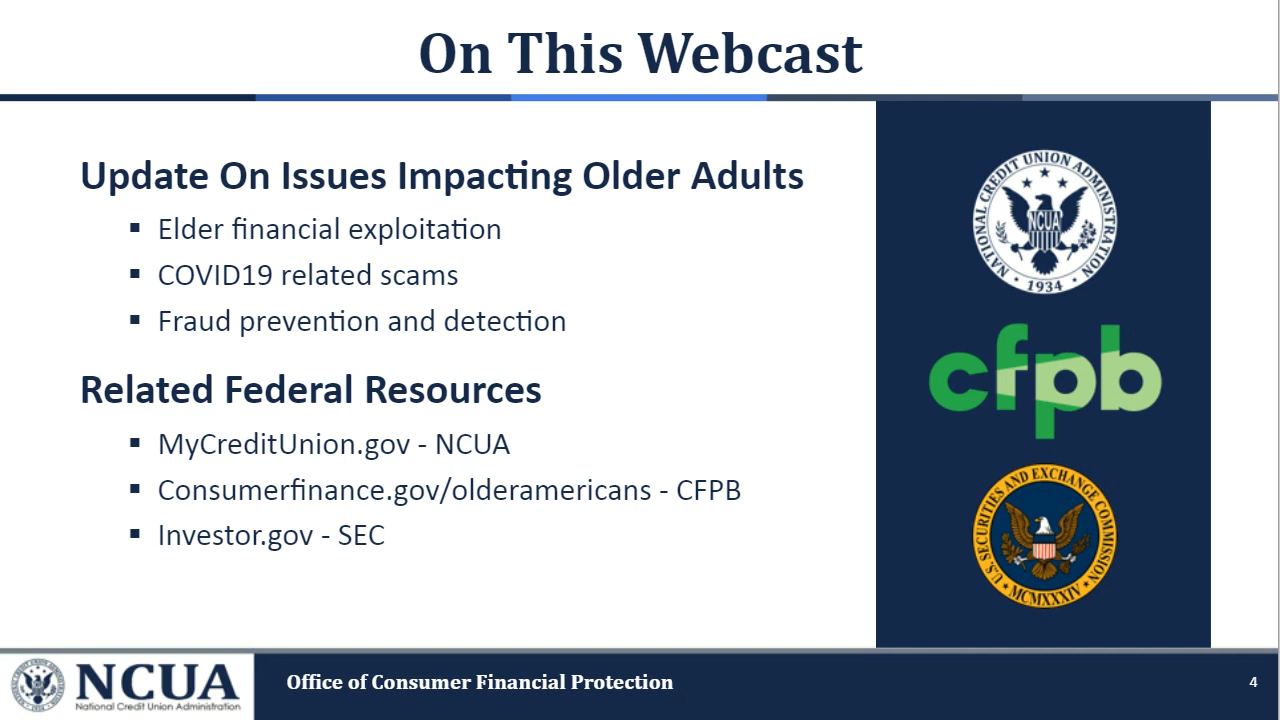 On This Webcast
Update On Issues Impacting Older Adults
▪ Elder financial exploitation
▪ COVID19 related scams
▪ Fraud prevention and detection
Related Federal Resources
▪ MyCreditUnion.gov - NCUA
▪ Consumerfinance.gov/olderamericans - CFPB
▪ Investor.gov - SEC
NATIONAL CREDIT UNION ADMINISTRATION
NCUA
· 1934 ·
cfpb
U.S. SECURITIES AND EXCHANGE COMMISSION
MCMXXXIV
NCUA
National Credit Union Administration
Office of Consumer Financial Protection
4